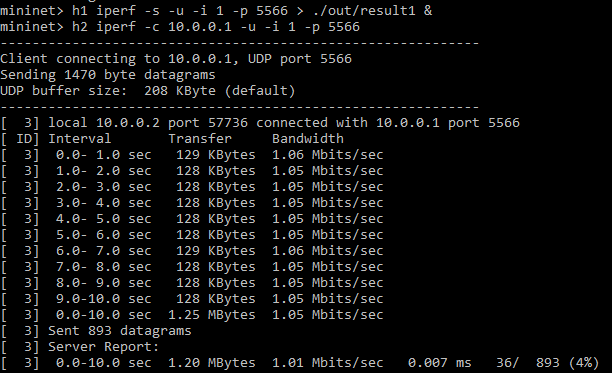 mininet> h1 iperf -s -u -i 1 -p 5566 > ./out/result1 &
mininet> h2 iperf -c 10.0.0.1 -u -i 1 -p 5566
------------------------------------------------------------
Client connecting to 10.0.0.1, UDP port 5566
Sending 1470 byte datagrams
UDP buffer size:  208 KByte (default)
------------------------------------------------------------
[  3] local 10.0.0.2 port 57736 connected with 10.0.0.1 port 5566
[ ID] Interval       Transfer     Bandwidth
[  3]  0.0- 1.0 sec   129 KBytes  1.06 Mbits/sec
[  3]  1.0- 2.0 sec   128 KBytes  1.05 Mbits/sec
[  3]  2.0- 3.0 sec   128 KBytes  1.05 Mbits/sec
[  3]  3.0- 4.0 sec   128 KBytes  1.05 Mbits/sec
[  3]  4.0- 5.0 sec   128 KBytes  1.05 Mbits/sec
[  3]  5.0- 6.0 sec   128 KBytes  1.05 Mbits/sec
[  3]  6.0- 7.0 sec   129 KBytes  1.06 Mbits/sec
[  3]  7.0- 8.0 sec   128 KBytes  1.05 Mbits/sec
[  3]  8.0- 9.0 sec   128 KBytes  1.05 Mbits/sec
[  3]  9.0-10.0 sec   128 KBytes  1.05 Mbits/sec
[  3]  0.0-10.0 sec  1.25 MBytes  1.05 Mbits/sec
[  3] Sent 893 datagrams
[  3] Server Report:
[  3]  0.0-10.0 sec  1.20 MBytes  1.01 Mbits/sec   0.007 ms   36/  893 (4%)